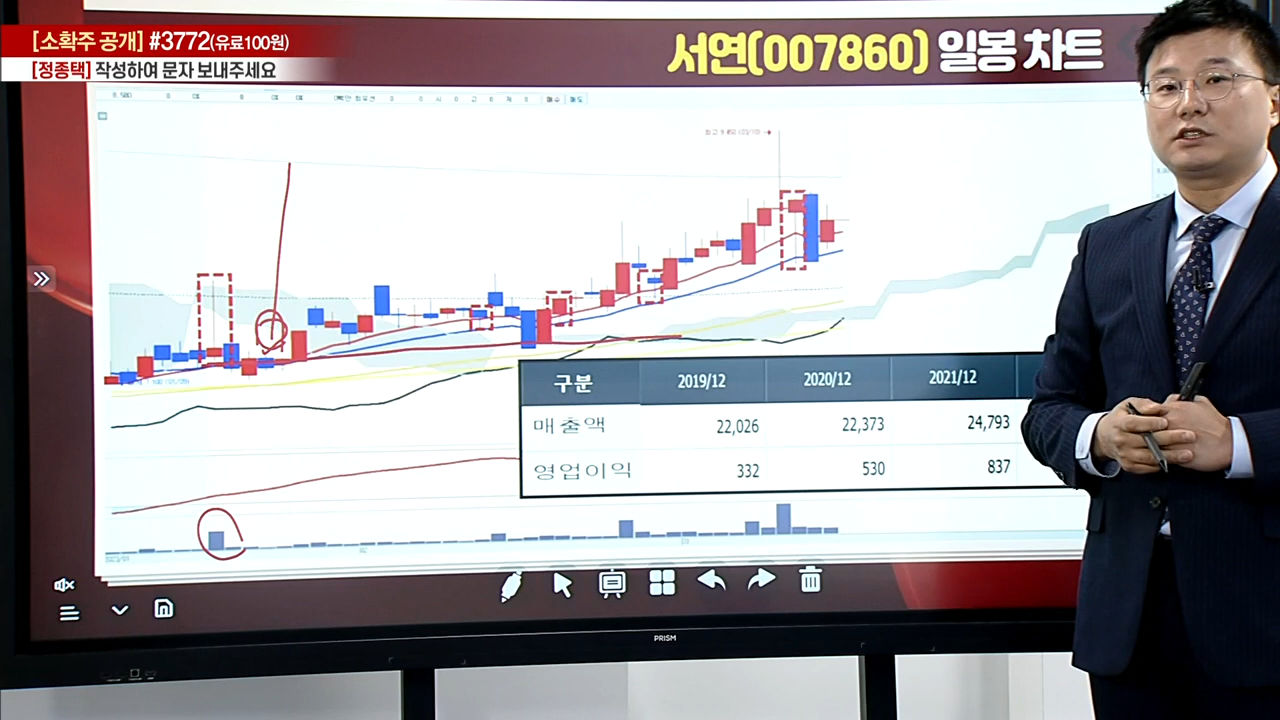 [소확주 공개] #3772(유료100원)
[정종택] 작성하여 문자 보내주세요
서연(007860) 일봉 차트
구분 2019/12 2020/12 2021/12
매출액 22,026 22,373 24,793
영업이익 332 530 837
PRISM